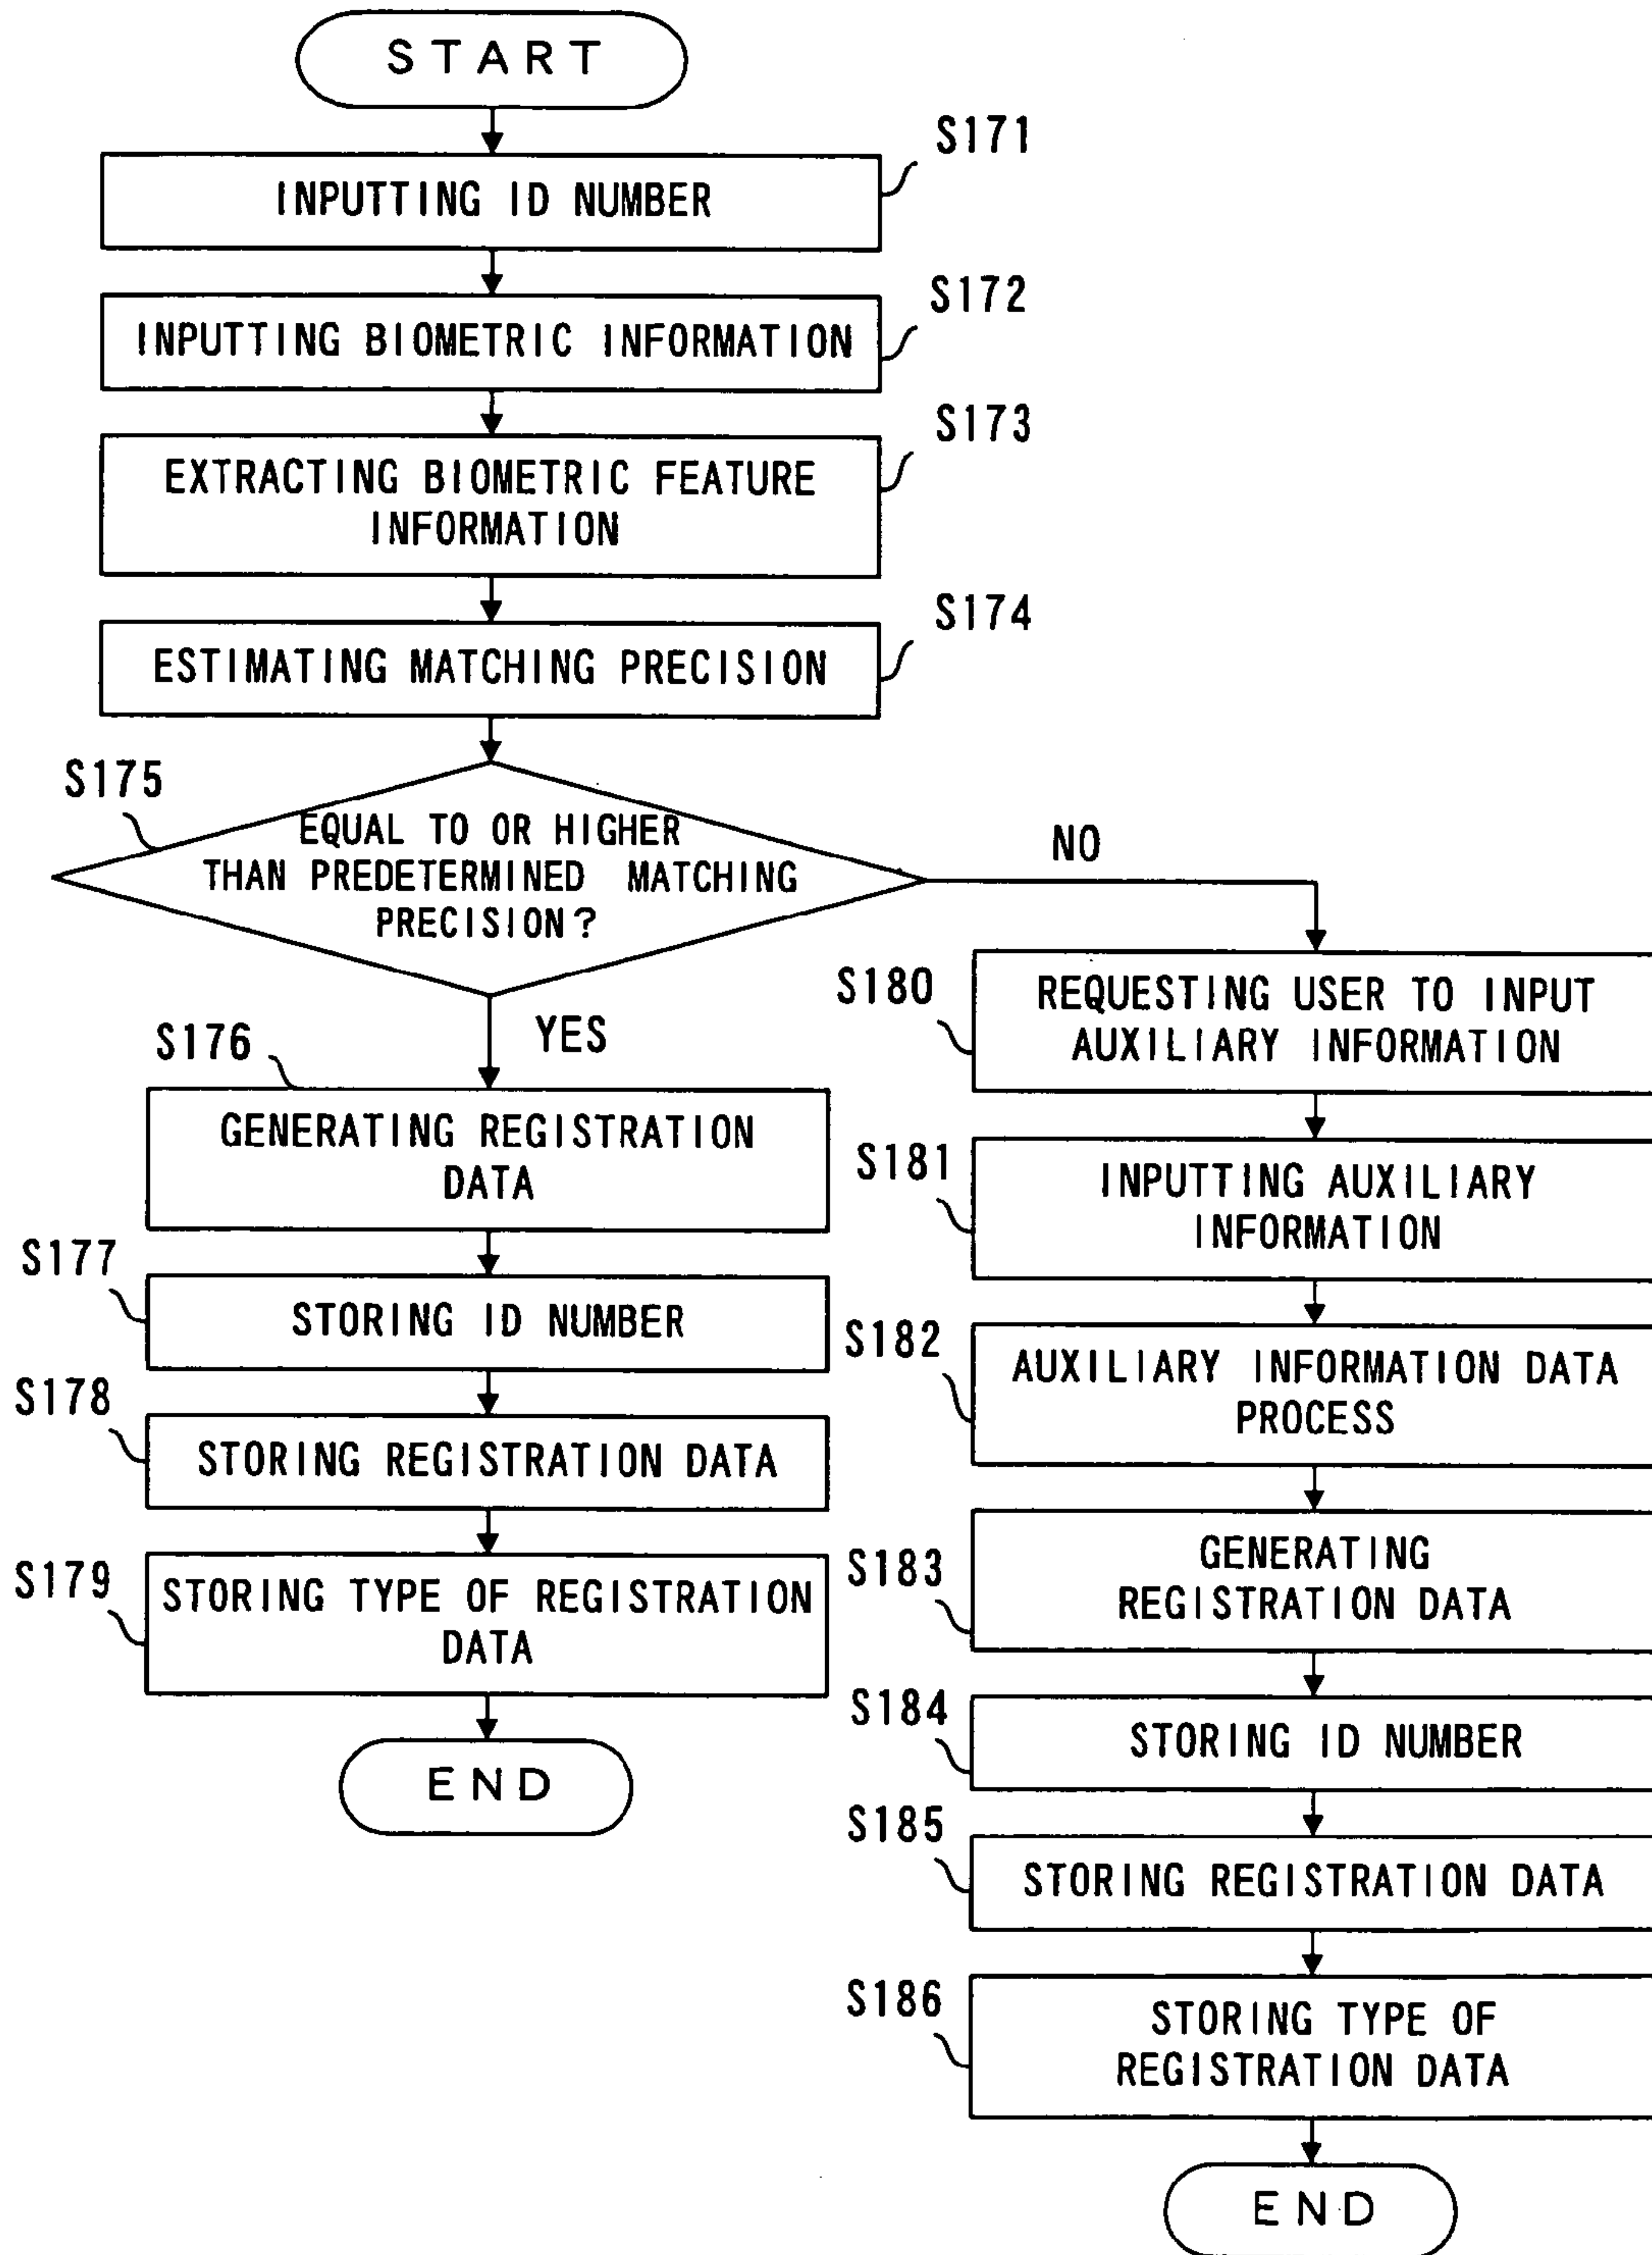 START
S171
INPUTTING ID NUMBER
S172
INPUTTING BIOMETRIC INFORMATION
S173
EXTRACTING BIOMETRIC FEATURE
INFORMATION
S174
ESTIMATING MATCHING PRECISION
S175
EQUAL TO OR HIGHER
THAN PREDETERMINED MATCHING
PRECISION?
NO
YES
S176
GENERATING REGISTRATION
DATA
S177
STORING ID NUMBER
S178
STORING REGISTRATION DATA
S179
STORING TYPE OF REGISTRATION
DATA
END
S180
REQUESTING USER TO INPUT
AUXILIARY INFORMATION
S181
INPUTTING AUXILIARY
INFORMATION
S182
AUXILIARY INFORMATION DATA
PROCESS
S183
GENERATING
REGISTRATION DATA
S184
STORING ID NUMBER
S185
STORING REGISTRATION DATA
S186
STORING TYPE OF
REGISTRATION DATA
END